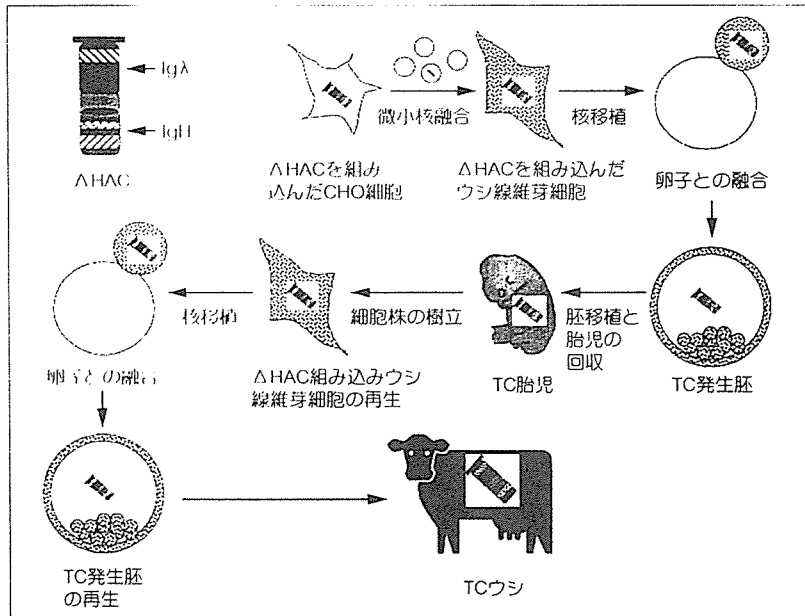 Igλ
IgH
ΔHAC
微小核融合
核移植
ΔHACを組み
込んだCHO細胞
ΔHACを組み込んだ
ウシ線維芽細胞
卵子との融合
核移植
細胞株の樹立
胚移植と
胎児の
回収
卵子との融合
ΔHAC組み込みウシ
線維芽細胞の再生
TC胎児
TC発生胚
TC発生胚
の再生
TCウシ